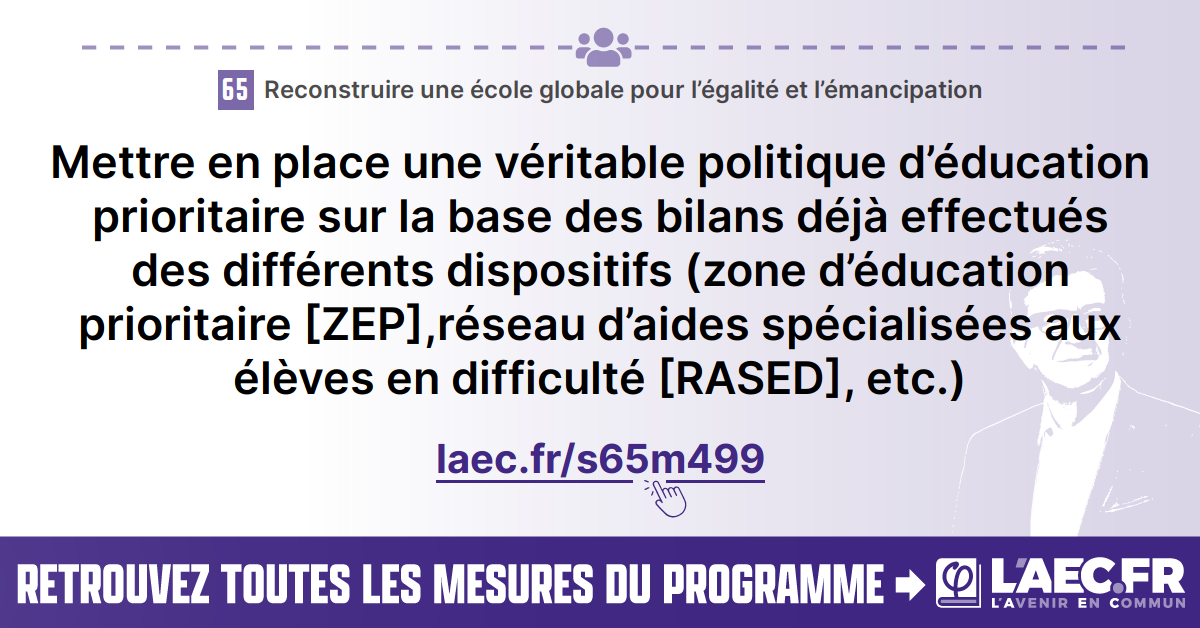 65 Reconstruire une école globale pour l’égalité et l’émancipation
Mettre en place une véritable politique d’éducation
prioritaire sur la base des bilans déjà effectués
des différents dispositifs (zone d’éducation
prioritaire [ZEP],réseau d’aides spécialisées aux
élèves en difficulté [RASED], etc.)
laec.fr/s65m499
RETROUVEZ TOUTES LES MESURES DU PROGRAMME
L'AEC.FR
L'AVENIR EN COMMUN